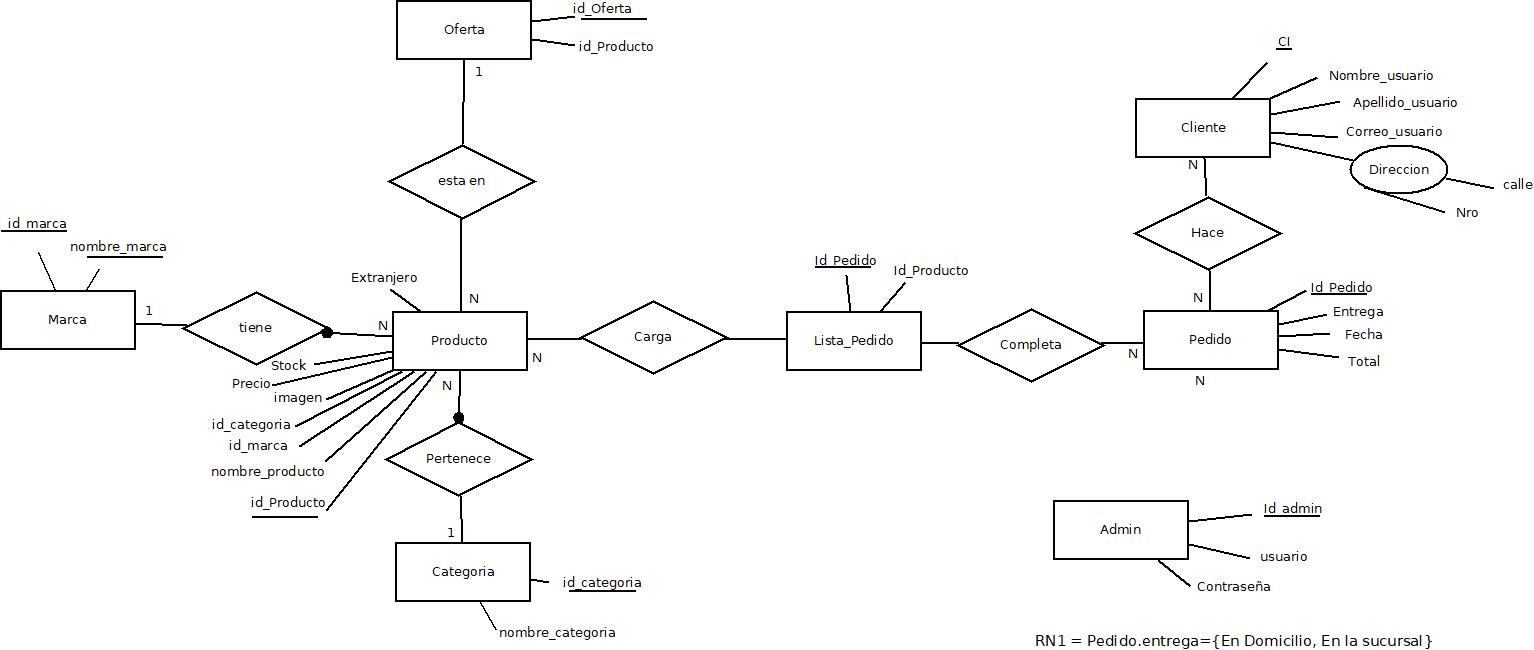 id_Oferta
Oferta
id_Producto
1
CI
Nombre_usuario
Apellido_usuario
Cliente
Correo_usuario
N
Direccion
calle
Nro
esta en
id_marca
nombre_marca
Hace
Extranjero
Id_Pedido
Id_Producto
N
N
Id_Pedido
Entrega
Marca
1
tiene
N
Producto
N
Carga
Lista_Pedido
Completa
N
Pedido
Fecha
Total
N
Stock
Precio
imagen
N
id_categoria
id_marca
nombre_producto
id_Producto
Pertenece
1
Categoria
id_categoria
nombre_categoria
Admin
Id_admin
usuario
Contraseña
RN1 = Pedido.entrega={En Domicilio, En la sucursal}